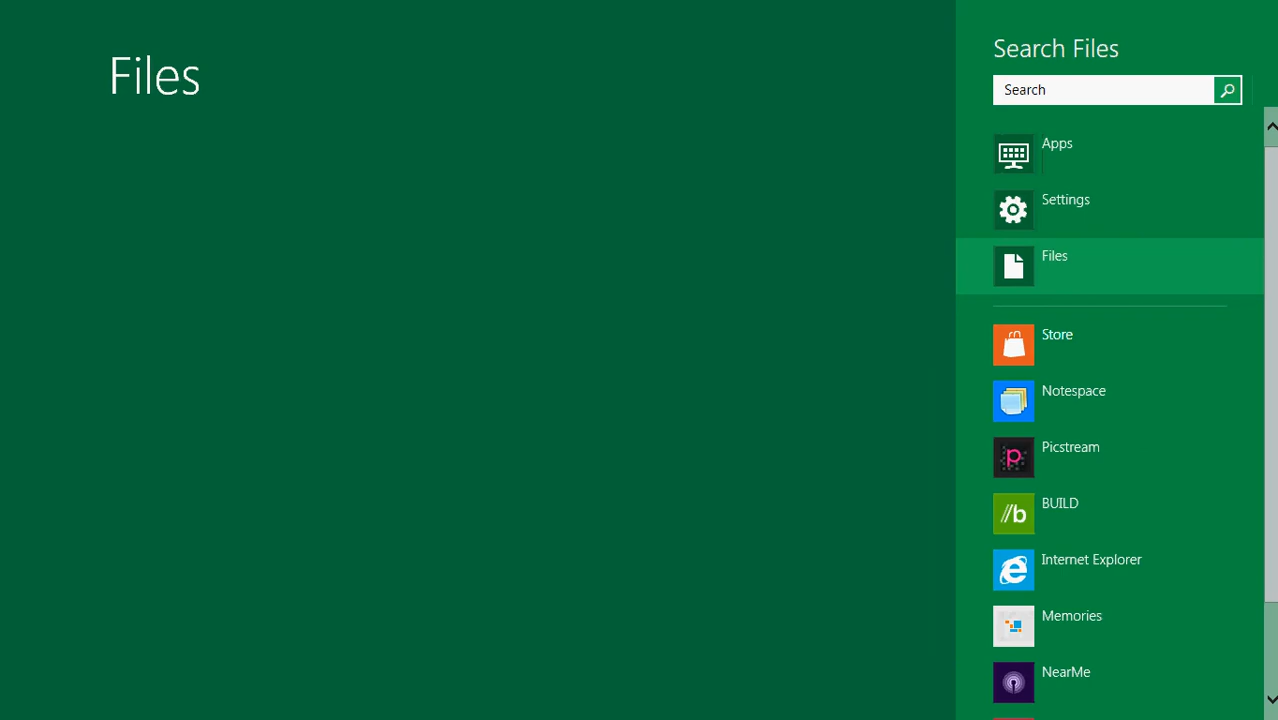 Files
Search Files
Search
Apps
Settings
Files
Store
Notespace
Picstream
//b
BUILD
Internet Explorer
Memories
NearMe